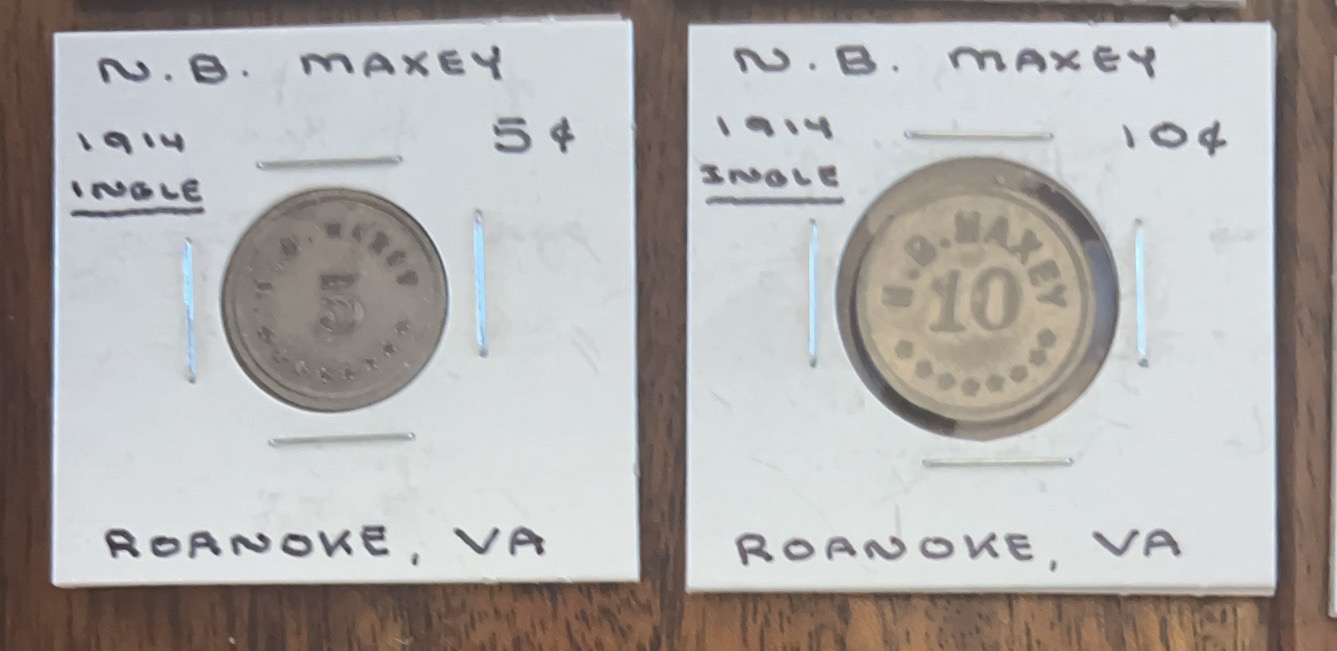 N. B. MAXEY
1914
5¢
INGLE
N. B. MAXEY
5
ROANOKE, VA
N. B. MAXEY
1914
10¢
INGLE
N. B. MAXEY
10
ROANOKE, VA